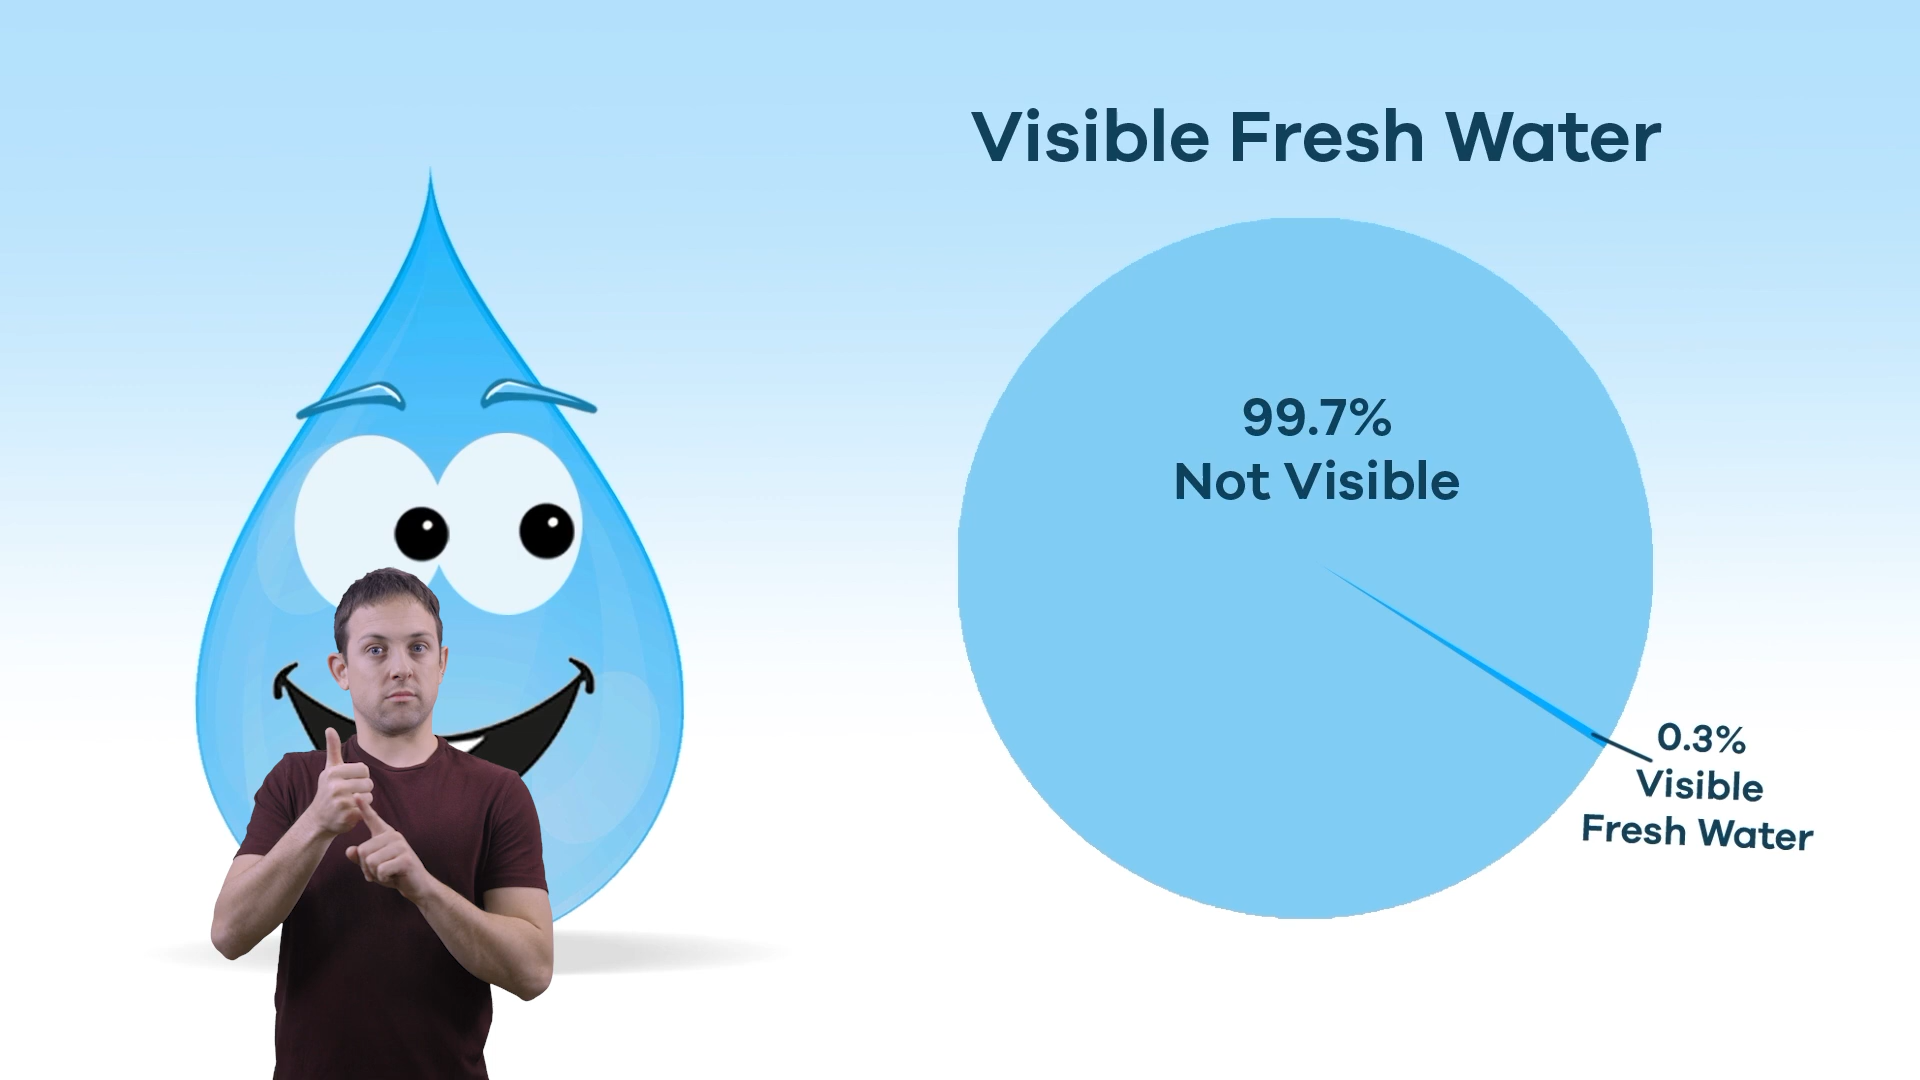 Visible Fresh Water
99.7%
Not Visible
0.3%
Visible
Fresh Water